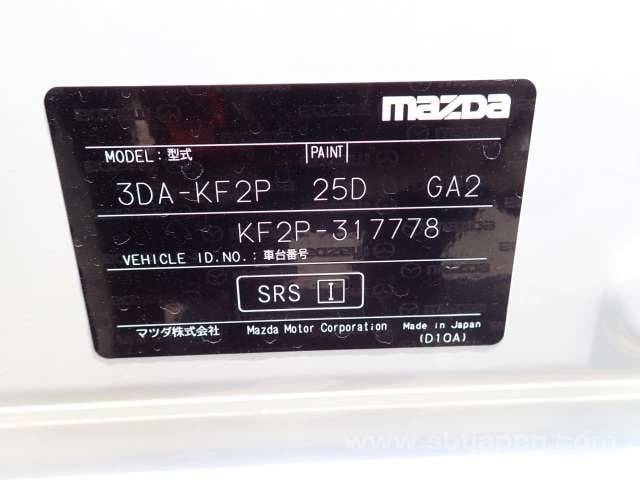 mazda
MODEL:型式 PAINT
3DA-KF2P 25D GA2
KF2P-317778
VEHICLE ID.NO.:車台番号
SRS I
マツダ株式会社 Mazda Motor Corporation Made in Japan
(D10A)
www.sbtjapan.com